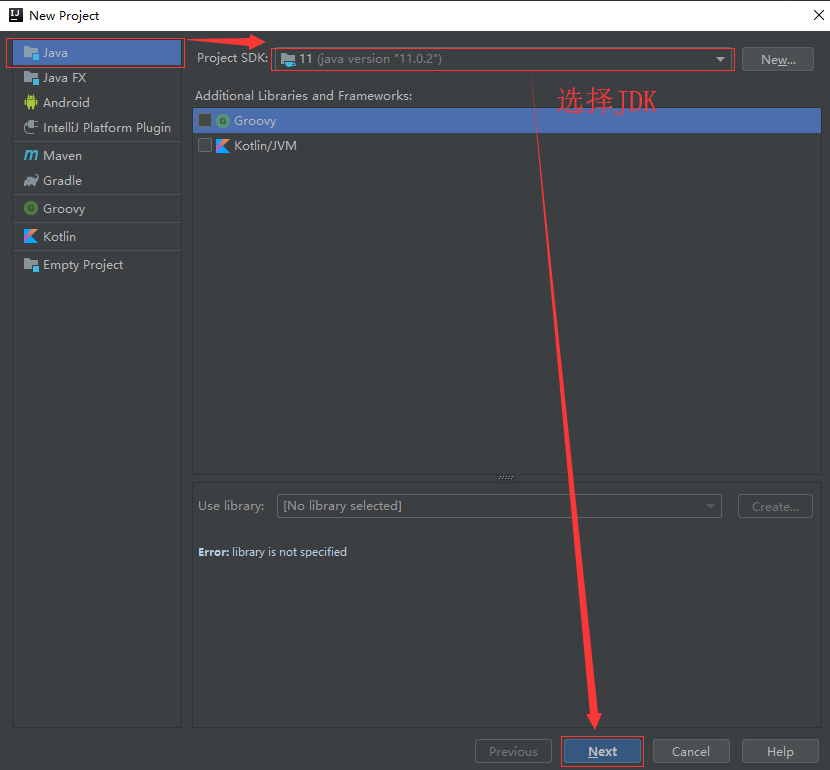 New Project
Java
Java FX
Android
IntelliJ Platform Plugin
Maven
Gradle
Groovy
Kotlin
Empty Project
Project SDK: 11 (java version "11.0.2") New...
选择JDK
Additional Libraries and Frameworks:
Groovy
Kotlin/JVM
Use library: [No library selected] Create...
Error: library is not specified
Previous Next Cancel Help